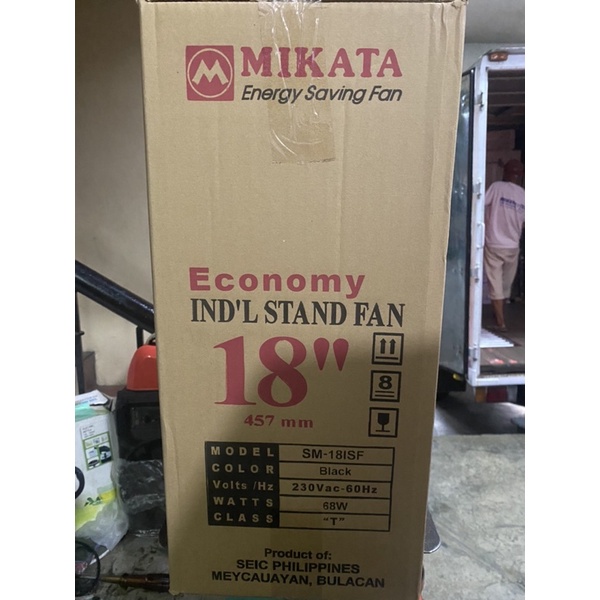 MIKATA
Energy Saving Fan
Economy
IND'L STAND FAN
18"
8
457 mm
MODEL SM-18ISF
COLOR Black
Volts /Hz 230Vac-60Hz
WATTS 68W
CLASS "T"
Product of:
SEIC PHILIPPINES
MEYCAUAYAN, BULACAN